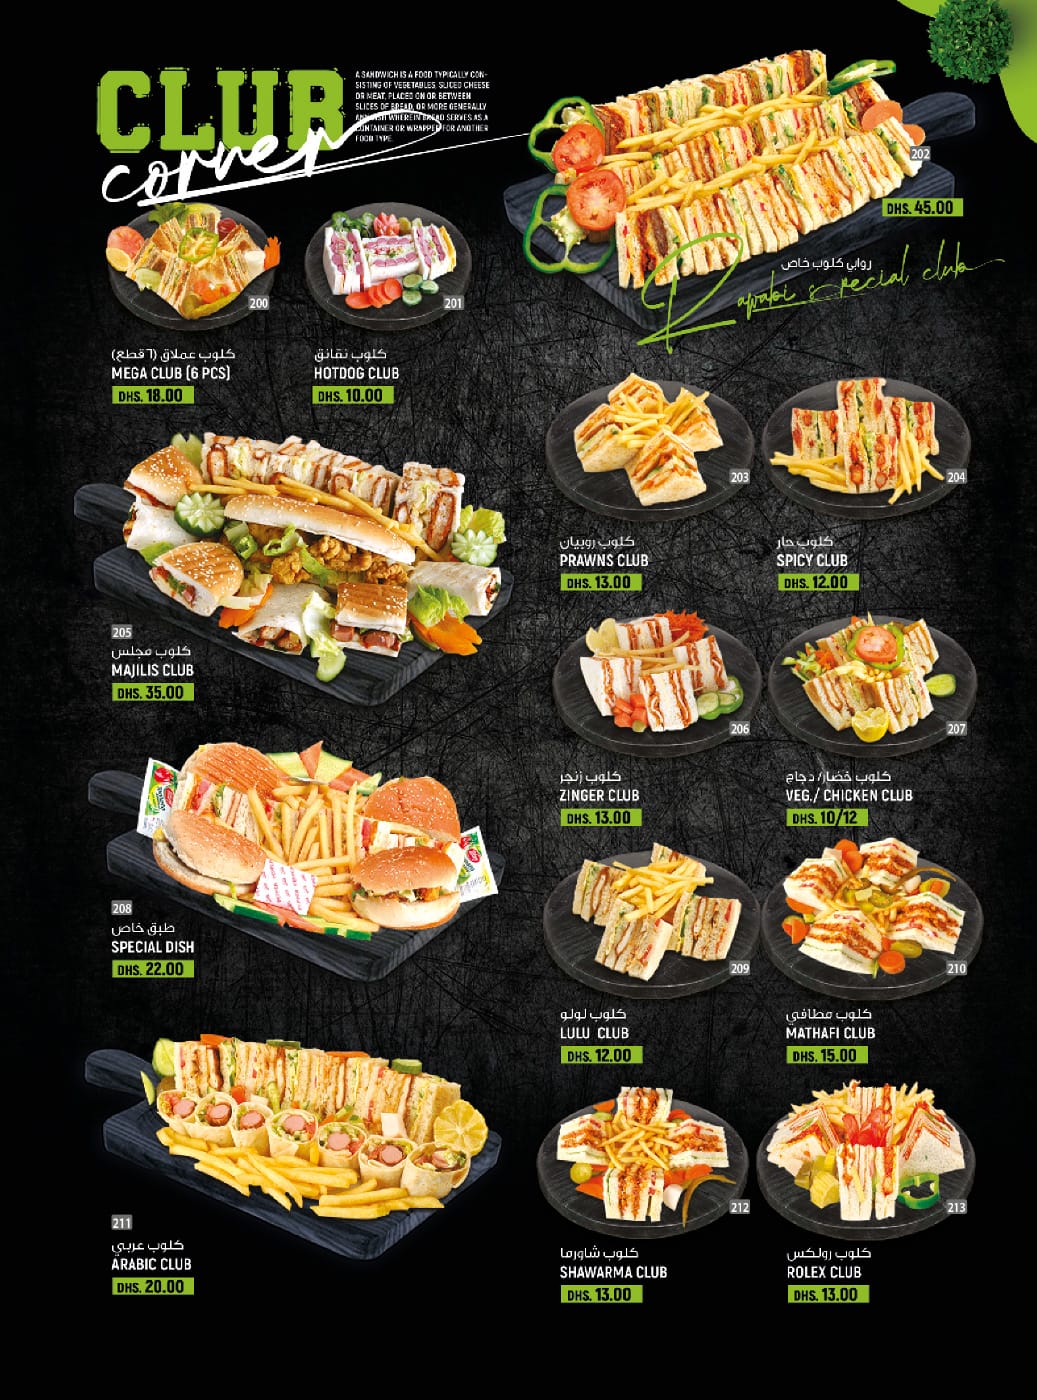 CLUB
corner
A SANDWICH IS A FOOD TYPICALLY CON-
SISTING OF VEGETABLES, SLICED CHEESE
OR MEAT, PLACED ON OR BETWEEN
SLICES OF BREAD, OR MORE GENERALLY
ANY DISH WHEREIN BREAD SERVES AS A
CONTAINER OR WRAPPER FOR ANOTHER
FOOD TYPE.
202
DHS. 45.00
روابي كلوب خاص
Rawabi special club
200
كلوب عملاق (٦ قطع)
MEGA CLUB (6 PCS)
DHS. 18.00
201
كلوب نقانق
HOTDOG CLUB
DHS. 10.00
203
كلوب روبيان
PRAWNS CLUB
DHS. 13.00
204
كلوب حار
SPICY CLUB
DHS. 12.00
205
كلوب مجلس
MAJILIS CLUB
DHS. 35.00
206
كلوب زنجر
ZINGER CLUB
DHS. 13.00
207
كلوب خضار/ دجاج
VEG./ CHICKEN CLUB
DHS. 10/12
208
طبق خاص
SPECIAL DISH
DHS. 22.00
209
كلوب لولو
LULU CLUB
DHS. 12.00
210
كلوب مطافي
MATHAFI CLUB
DHS. 15.00
211
كلوب عربي
ARABIC CLUB
DHS. 20.00
212
كلوب شاورما
SHAWARMA CLUB
DHS. 13.00
213
كلوب رولكس
ROLEX CLUB
DHS. 13.00